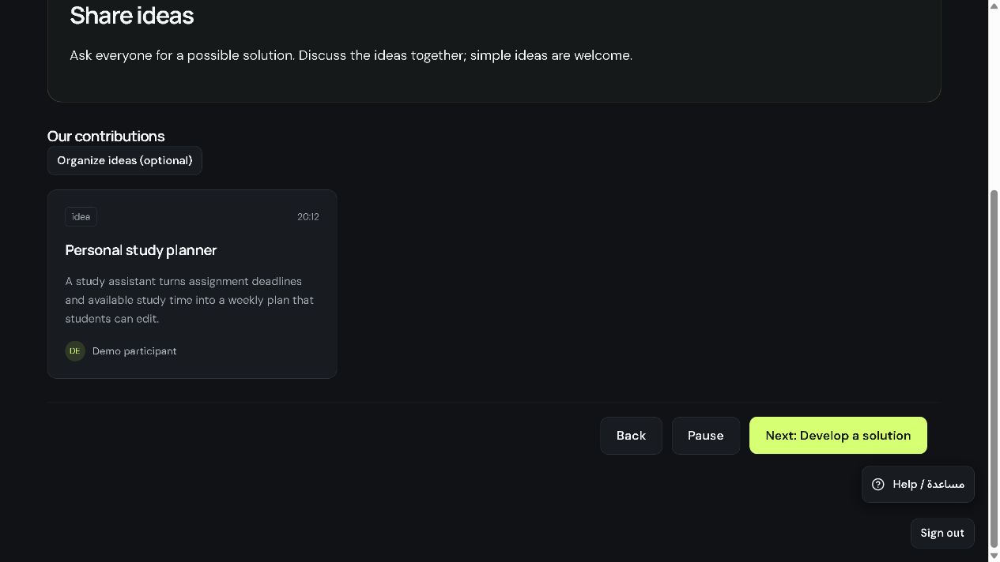 Share ideas
Ask everyone for a possible solution. Discuss the ideas together; simple ideas are welcome.
Our contributions
Organize ideas (optional)
idea
20:12
Personal study planner
A study assistant turns assignment deadlines
and available study time into a weekly plan that
students can edit.
DE
Demo participant
Back
Pause
Next: Develop a solution
Help / مساعدة
Sign out